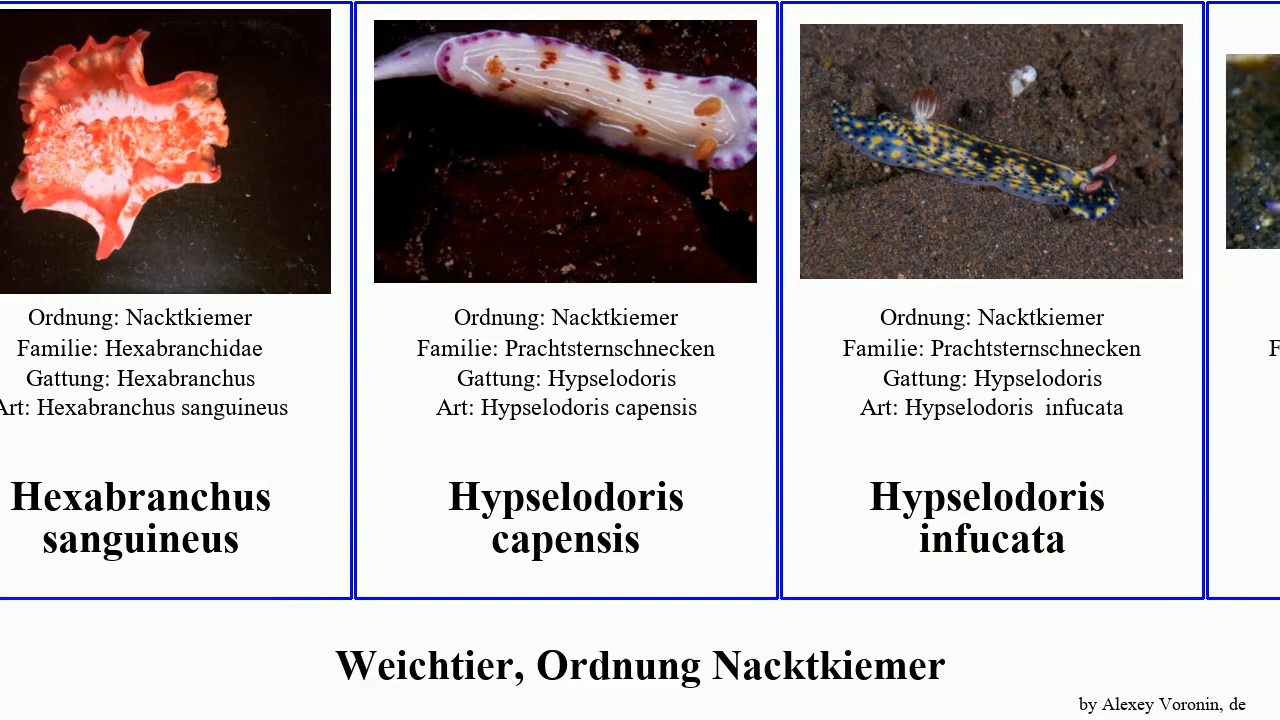 Ordnung: Nacktkiemer
Familie: Hexabranchidae
Gattung: Hexabranchus
Art: Hexabranchus sanguineus
Hexabranchus
sanguineus
Ordnung: Nacktkiemer
Familie: Prachtsternschnecken
Gattung: Hypselodoris
Art: Hypselodoris capensis
Hypselodoris
capensis
Ordnung: Nacktkiemer
Familie: Prachtsternschnecken
Gattung: Hypselodoris
Art: Hypselodoris  infucata
Hypselodoris
infucata
F
Weichtier, Ordnung Nacktkiemer
by Alexey Voronin, de